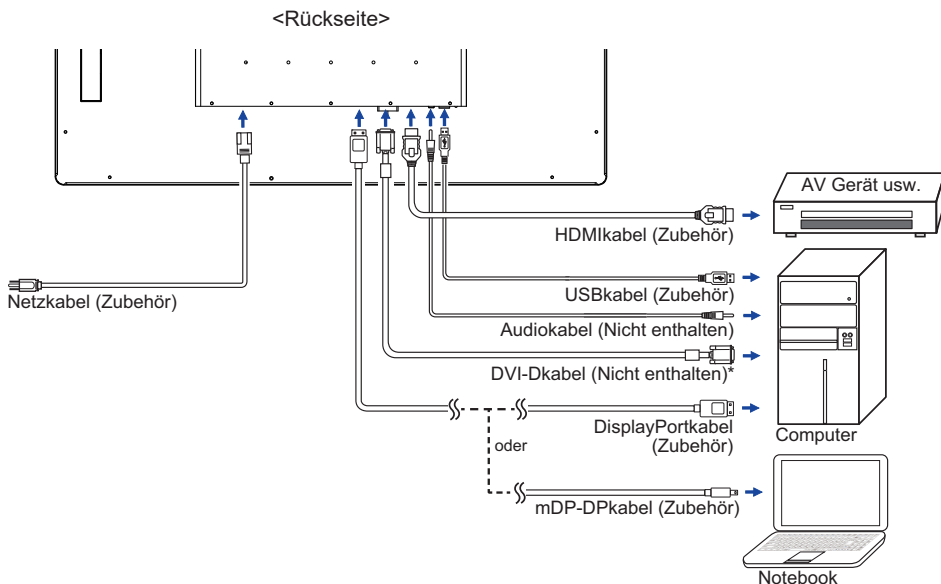 <Rückseite>
AV Gerät usw.
HDMIkabel (Zubehör)
Netzkabel (Zubehör)
USBkabel (Zubehör)
Audiokabel (Nicht enthalten)
DVI-Dkabel (Nicht enthalten)*
DisplayPortkabel
(Zubehör)
Computer
oder
mDP-DPkabel (Zubehör)
Notebook